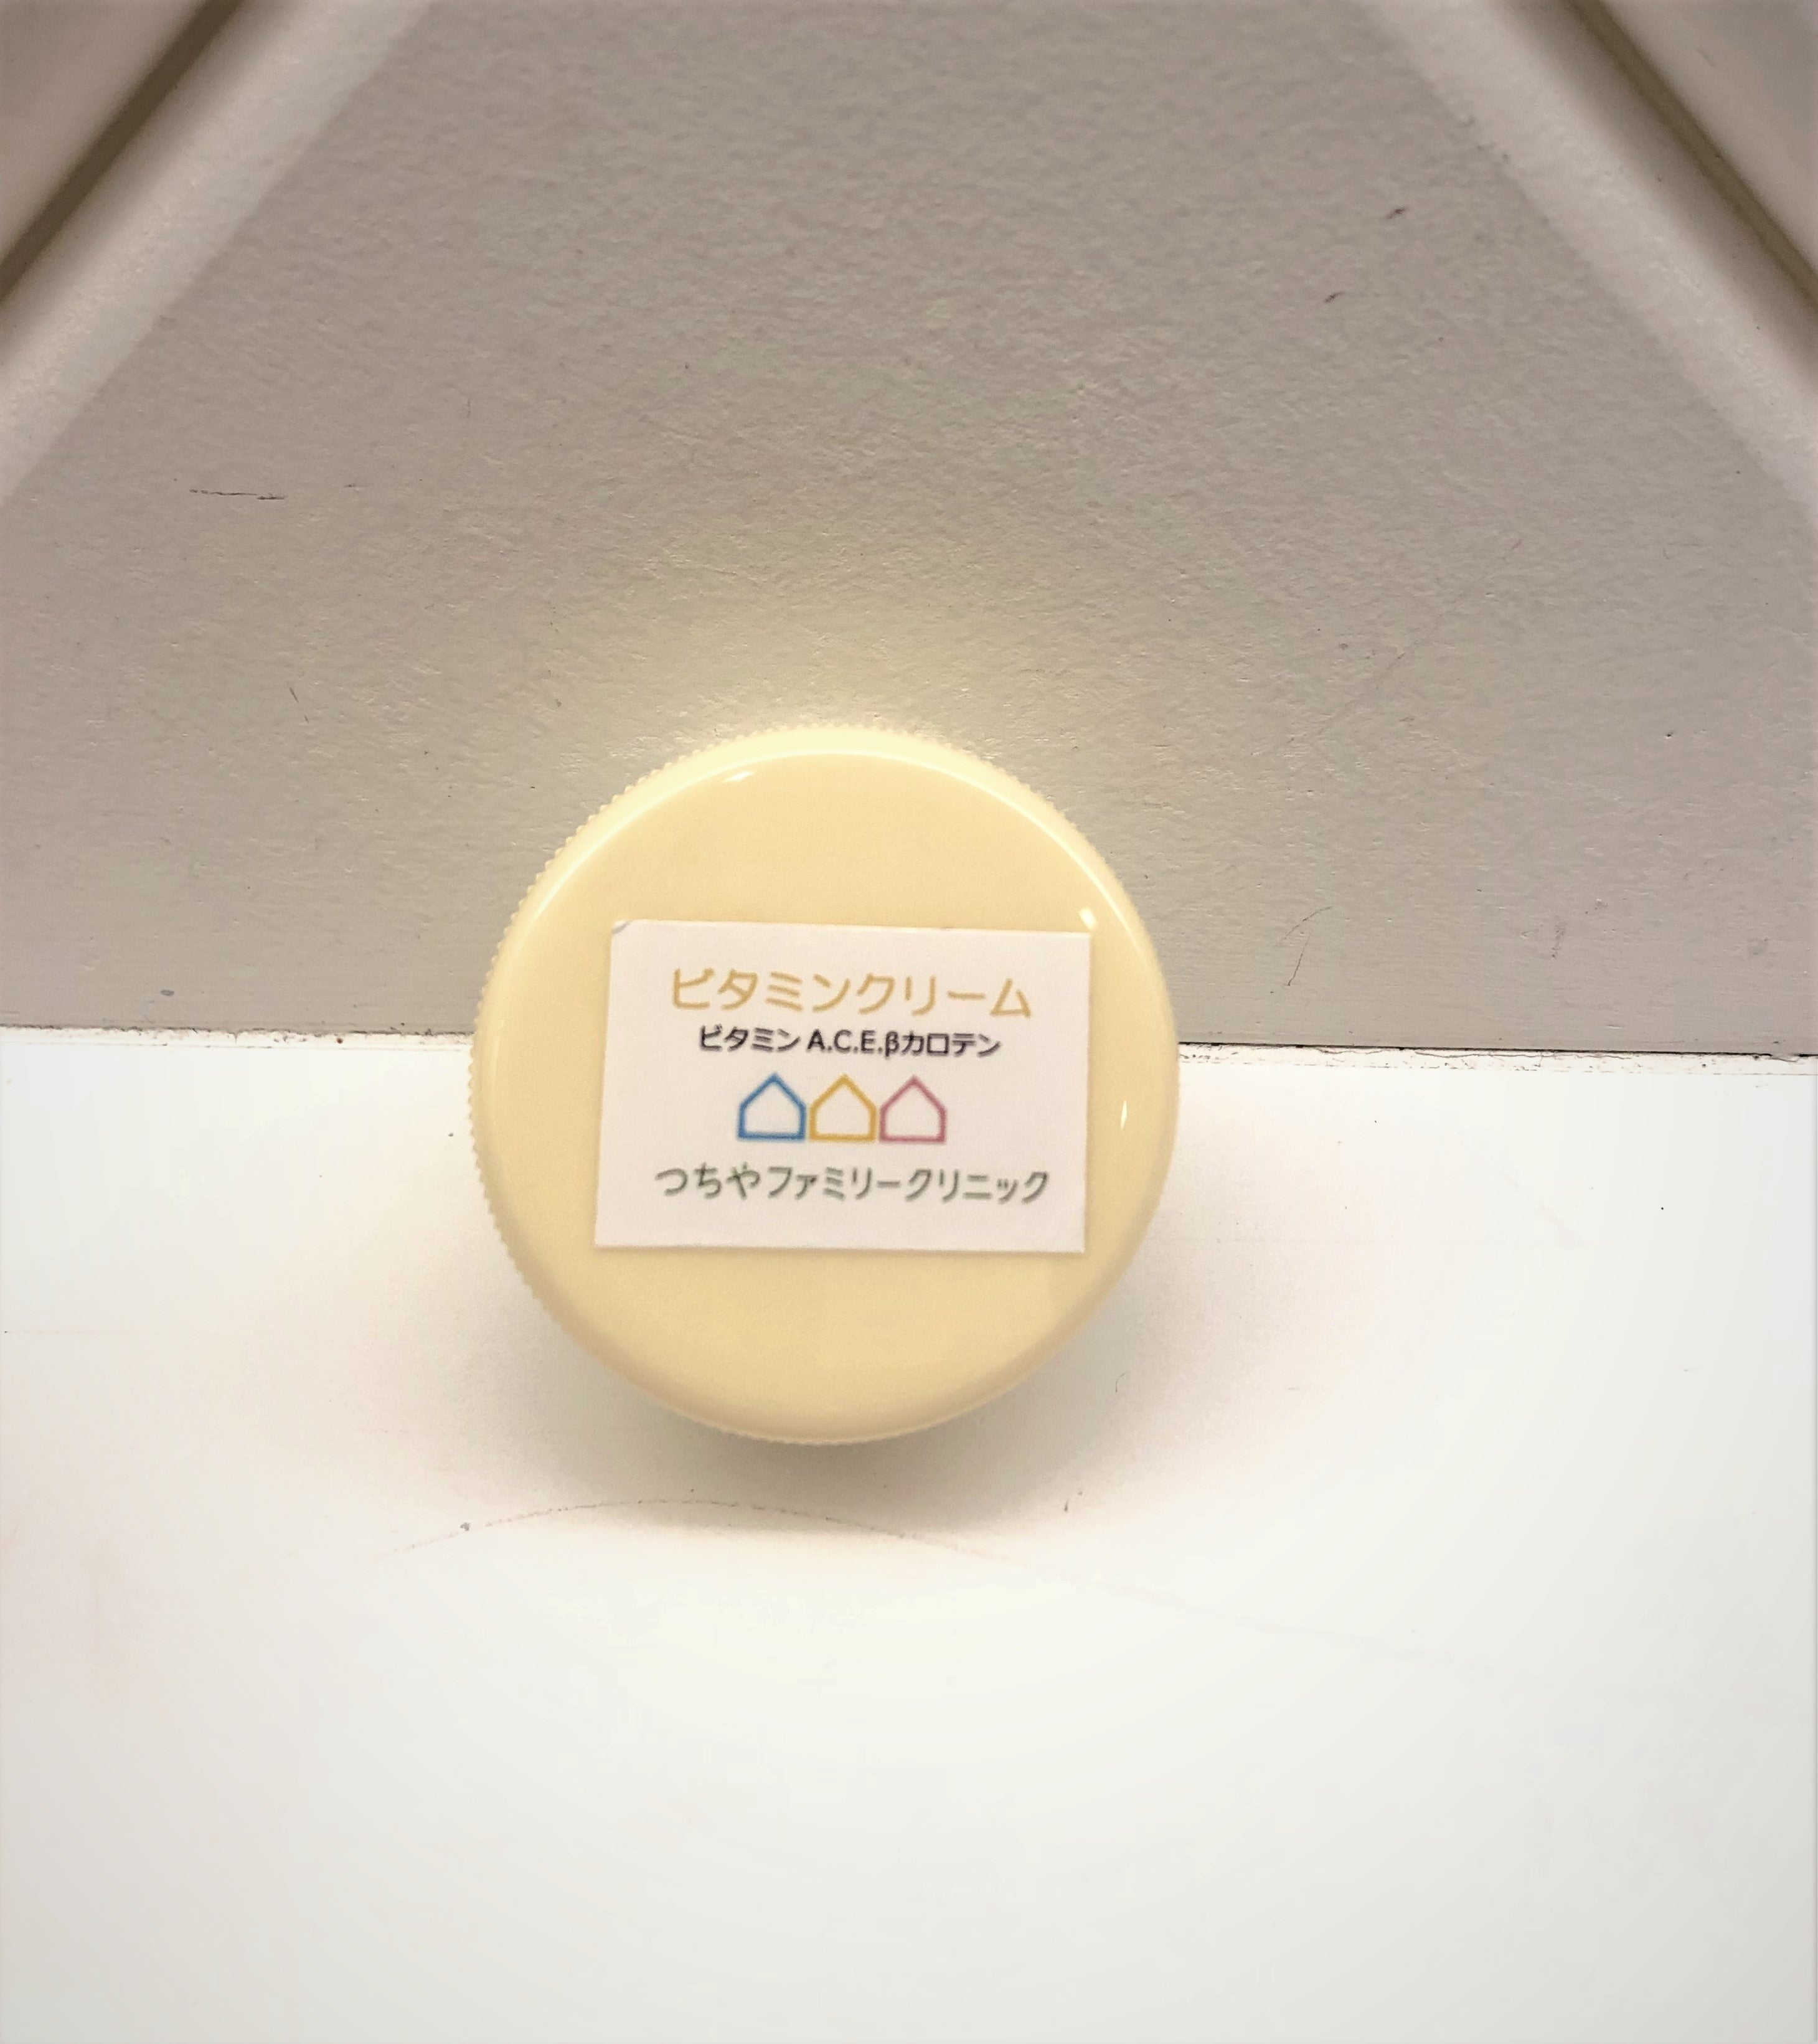 ビタミンクリーム
ビタミン A.C.E.βカロテン
つちやファミリークリニック